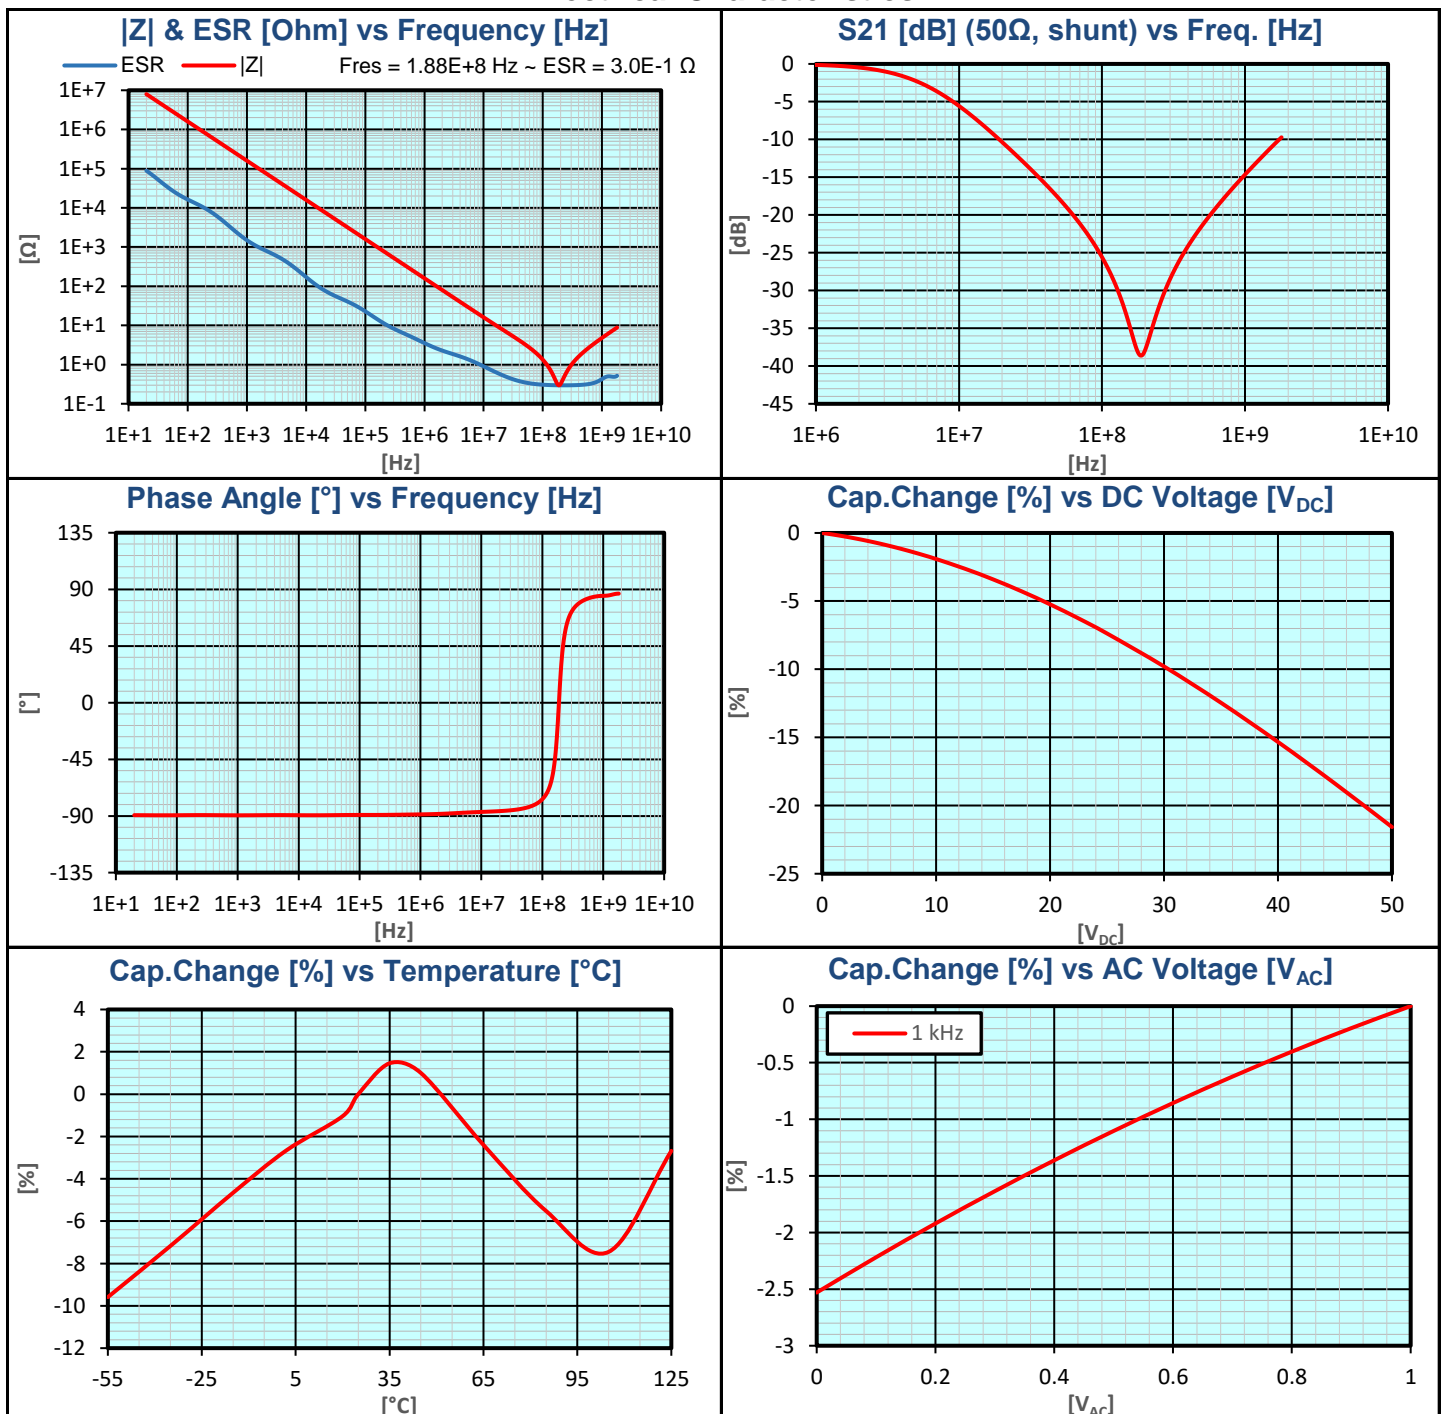 |Z| & ESR [Ohm] vs Frequency [Hz]
ESR |Z| Fres = 1.88E+8 Hz ~ ESR = 3.0E-1 Ω
1E+7
1E+6
1E+5
1E+4
1E+3
1E+2
1E+1
1E+0
1E-1
[Ω]
1E+1 1E+2 1E+3 1E+4 1E+5 1E+6 1E+7 1E+8 1E+9 1E+10
[Hz]
S21 [dB] (50Ω, shunt) vs Freq. [Hz]
0
-5
-10
-15
-20
-25
-30
-35
-40
-45
[dB]
1E+6 1E+7 1E+8 1E+9 1E+10
[Hz]
Phase Angle [°] vs Frequency [Hz]
135
90
45
0
-45
-90
-135
[°]
1E+1 1E+2 1E+3 1E+4 1E+5 1E+6 1E+7 1E+8 1E+9 1E+10
[Hz]
Cap.Change [%] vs DC Voltage [VDC]
0
-5
-10
-15
-20
-25
[%]
0 10 20 30 40 50
[VDC]
Cap.Change [%] vs Temperature [°C]
4
2
0
-2
-4
-6
-8
-10
-12
[%]
-55 -25 5 35 65 95 125
[°C]
Cap.Change [%] vs AC Voltage [VAC]
1 kHz
0
-0.5
-1
-1.5
-2
-2.5
-3
[%]
0 0.2 0.4 0.6 0.8 1
[VAC]